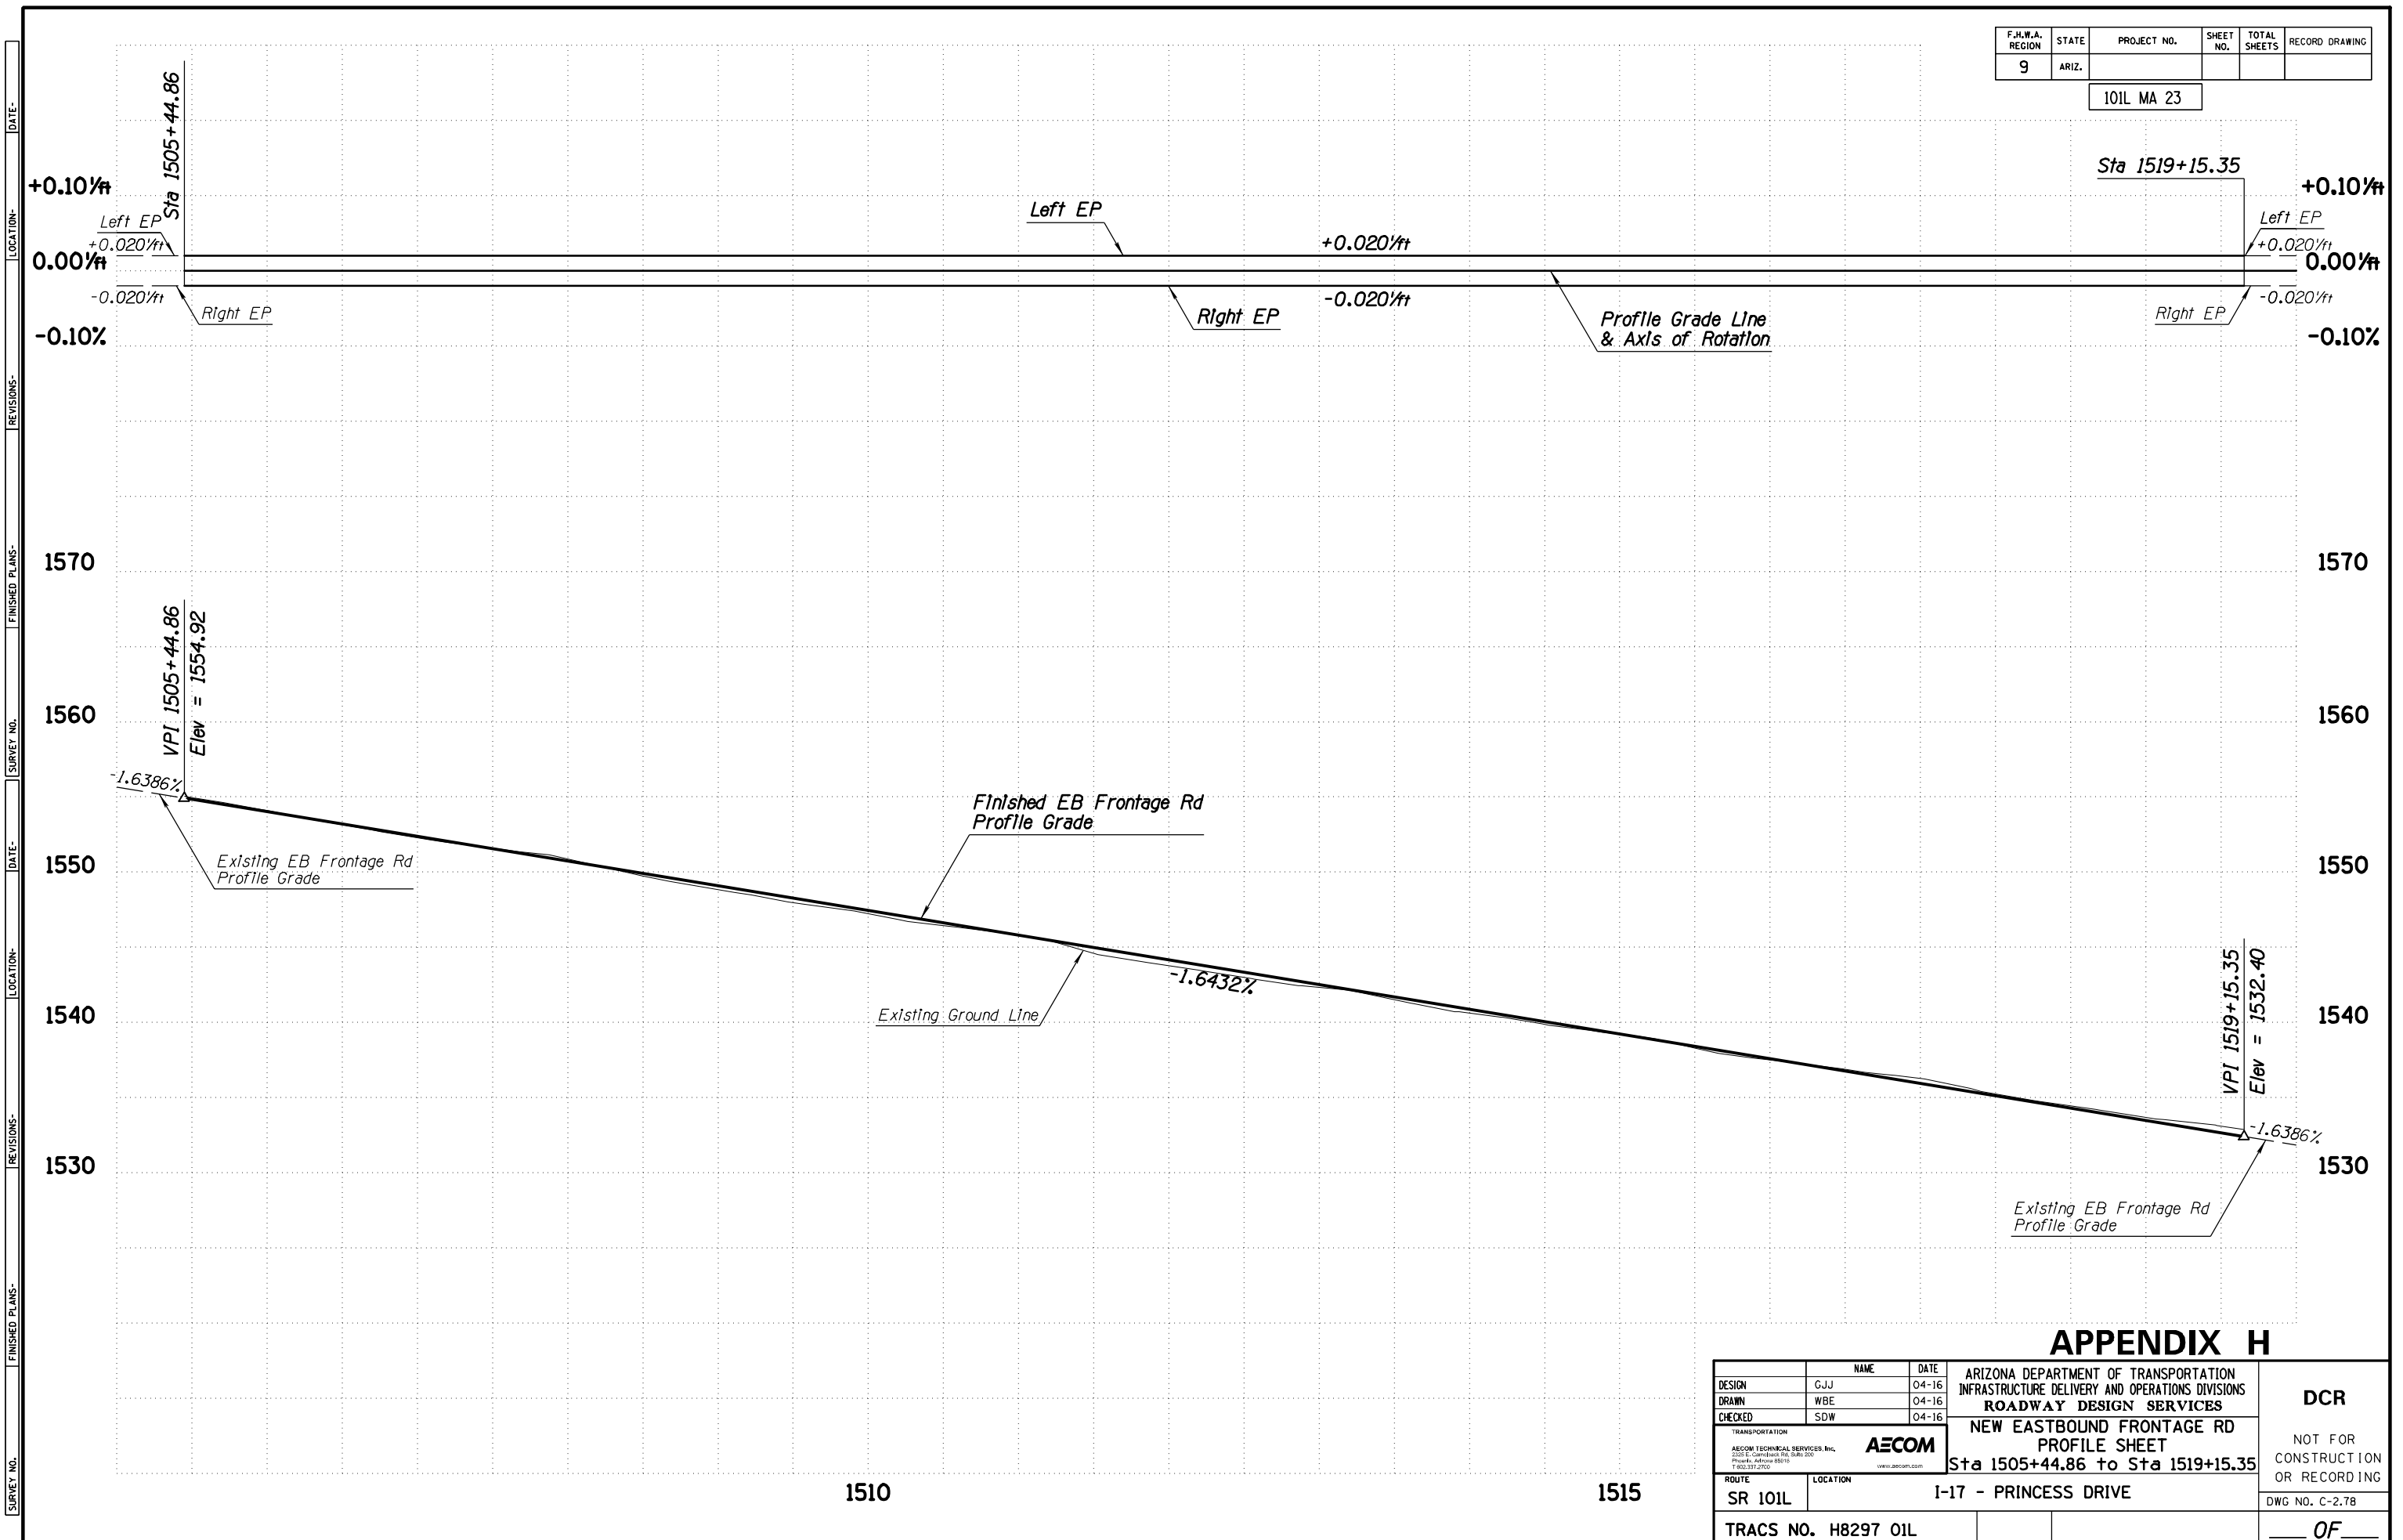 F.H.W.A. REGION STATE PROJECT NO. SHEET NO. TOTAL SHEETS RECORD DRAWING
9 ARIZ.
101L MA 23
Sta 1505+44.86
Sta 1519+15.35
+0.10'/ft
+0.10'/ft
Left EP
+0.020'/ft
Left EP
+0.020'/ft
Left EP
+0.020'/ft
0.00'/ft
0.00'/ft
-0.020'/ft
Right EP
Right EP
-0.020'/ft
Profile Grade Line
& Axis of Rotation
Right EP
-0.020'/ft
-0.10%
-0.10%
1570
1570
VPI 1505+44.86
Elev = 1554.92
1560
1560
-1.6386%
Finished EB Frontage Rd
Profile Grade
Existing EB Frontage Rd
Profile Grade
1550
1550
-1.6432%
Existing Ground Line
VPI 1519+15.35
Elev = 1532.40
1540
1540
-1.6386%
1530
1530
Existing EB Frontage Rd
Profile Grade
1510
1515
DATE-
LOCATION-
REVISIONS-
FINISHED PLANS-
SURVEY NO.
DATE-
LOCATION-
REVISIONS-
FINISHED PLANS-
SURVEY NO.
APPENDIX H
NAME DATE
DESIGN GJJ 04-16
DRAWN WBE 04-16
CHECKED SDW 04-16
TRANSPORTATION
AECOM TECHNICAL SERVICES, Inc.
AECOM
www.aecom.com
ARIZONA DEPARTMENT OF TRANSPORTATION
INFRASTRUCTURE DELIVERY AND OPERATIONS DIVISIONS
ROADWAY DESIGN SERVICES
NEW EASTBOUND FRONTAGE RD
PROFILE SHEET
Sta 1505+44.86 to Sta 1519+15.35
DCR
NOT FOR
CONSTRUCTION
OR RECORDING
ROUTE
SR 101L
LOCATION
I-17 - PRINCESS DRIVE
DWG NO. C-2.78
TRACS NO. H8297 01L
OF